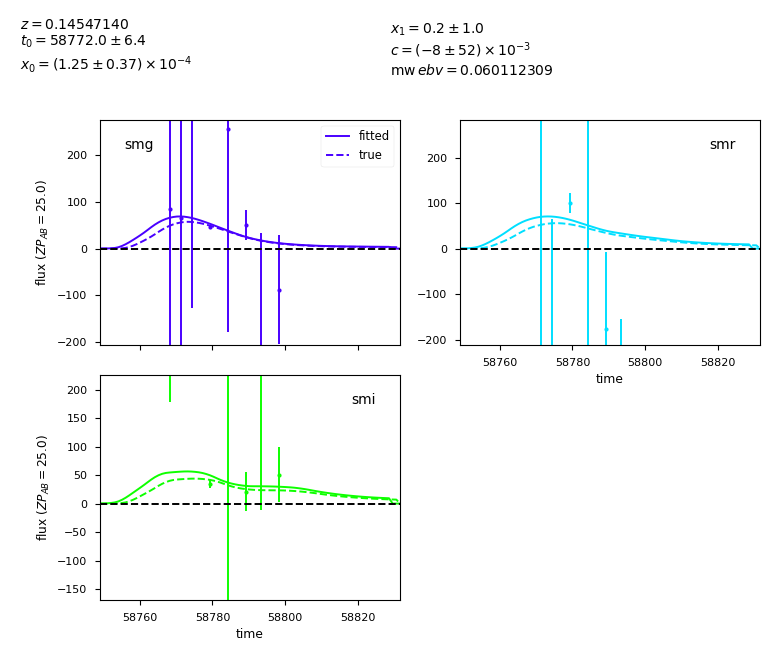 z = 0.14547140
t₀ = 58772.0 ± 6.4
x₀ = (1.25 ± 0.37) × 10⁻⁴
x₁ = 0.2 ± 1.0
c = (−8 ± 52) × 10⁻³
mw ebv = 0.060112309
smg
fitted
true
200
100
0
−100
−200
flux (ZP_AB = 25.0)
smr
200
100
0
−100
−200
58760 58780 58800 58820
time
smi
200
150
100
50
0
−50
−100
−150
flux (ZP_AB = 25.0)
58760 58780 58800 58820
time